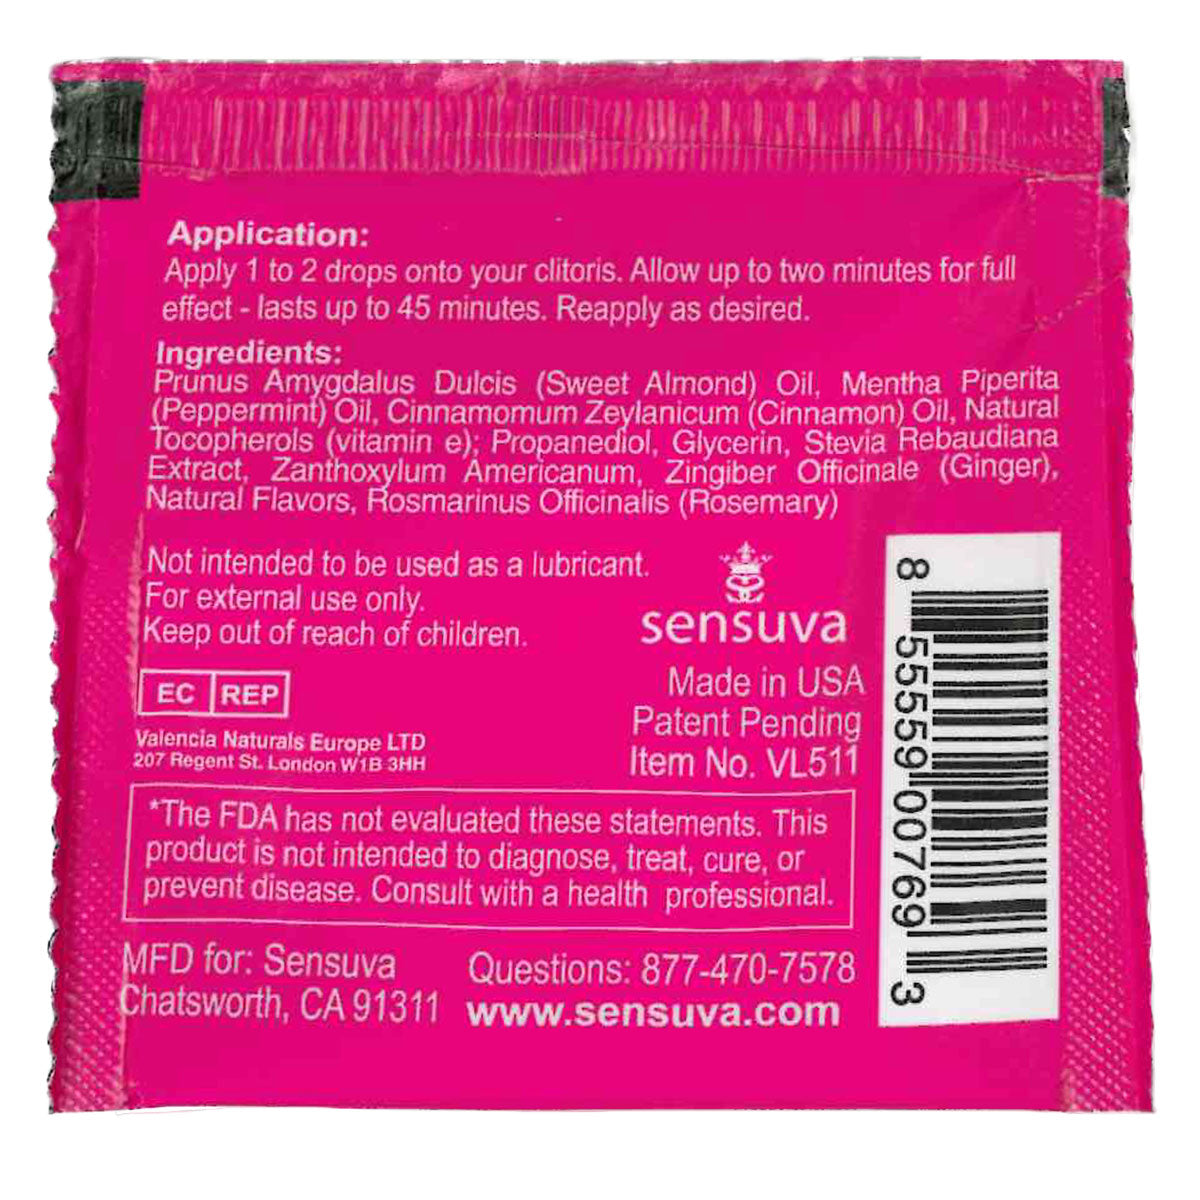 Application:
Apply 1 to 2 drops onto your clitoris. Allow up to two minutes for full
effect - lasts up to 45 minutes. Reapply as desired.
Ingredients:
Prunus Amygdalus Dulcis (Sweet Almond) Oil, Mentha Piperita
(Peppermint) Oil, Cinnamomum Zeylanicum (Cinnamon) Oil, Natural
Tocopherols (vitamin e); Propanediol, Glycerin, Stevia Rebaudiana
Extract, Zanthoxylum Americanum, Zingiber Officinale (Ginger),
Natural Flavors, Rosmarinus Officinalis (Rosemary)
Not intended to be used as a lubricant.
For external use only.
Keep out of reach of children.
EC REP
Valencia Naturals Europe LTD
207 Regent St. London W1B 3HH
sensuva
Made in USA
Patent Pending
Item No. VL511
8 55559 00769 3
*The FDA has not evaluated these statements. This
product is not intended to diagnose, treat, cure, or
prevent disease. Consult with a health professional.
MFD for: Sensuva
Chatsworth, CA 91311
Questions: 877-470-7578
www.sensuva.com